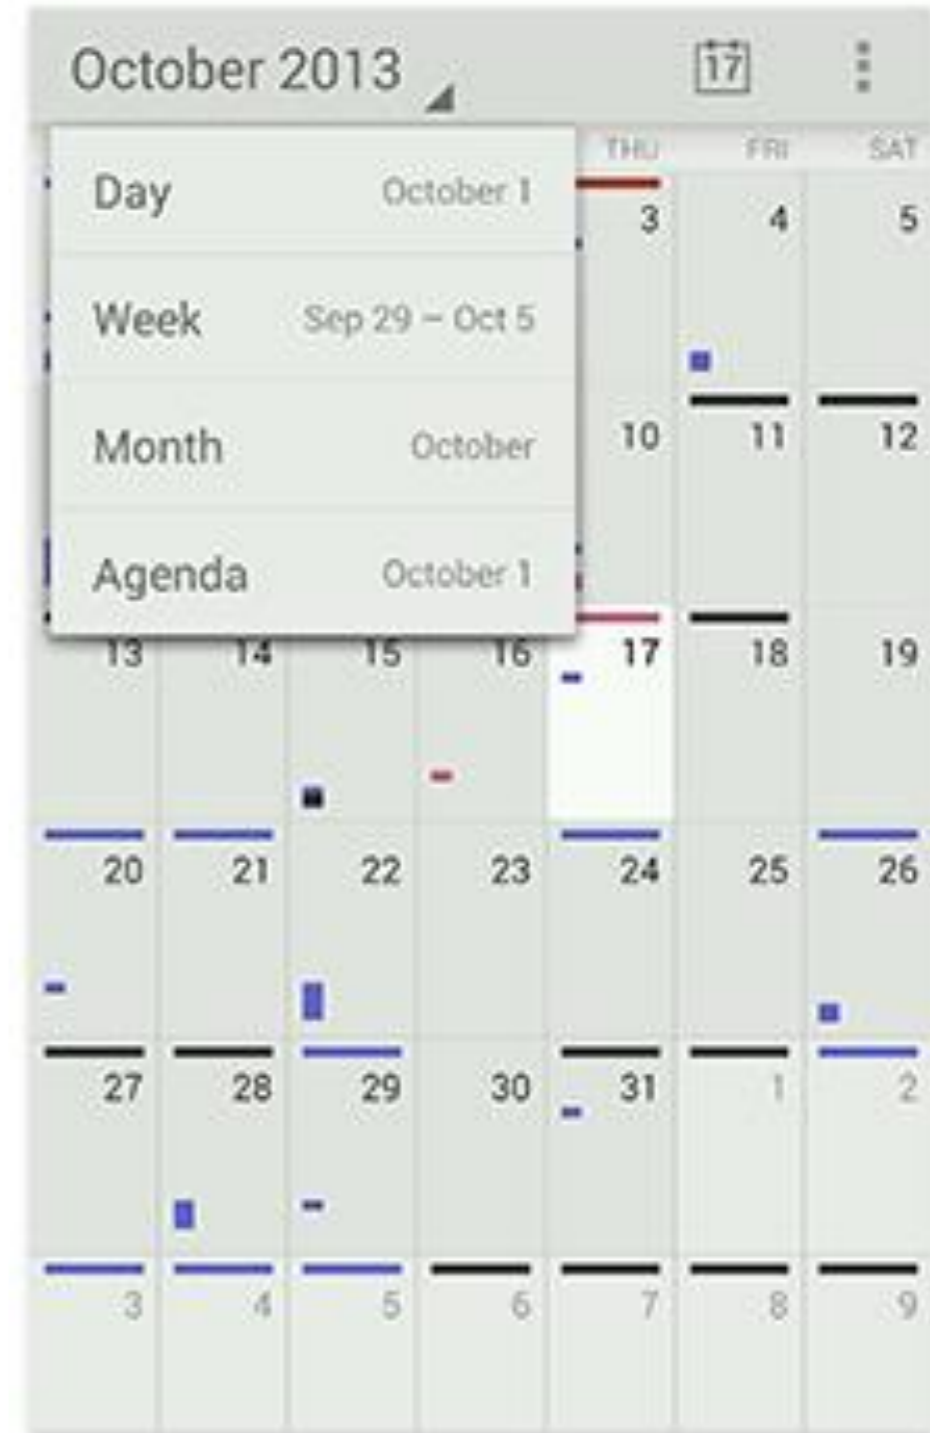 October 2013 17
THU FRI SAT
Day October 1
3 4 5
Week Sep 29 – Oct 5
Month October
10 11 12
Agenda October 1
13 14 15 16 17 18 19
20 21 22 23 24 25 26
27 28 29 30 31 1 2
3 4 5 6 7 8 9